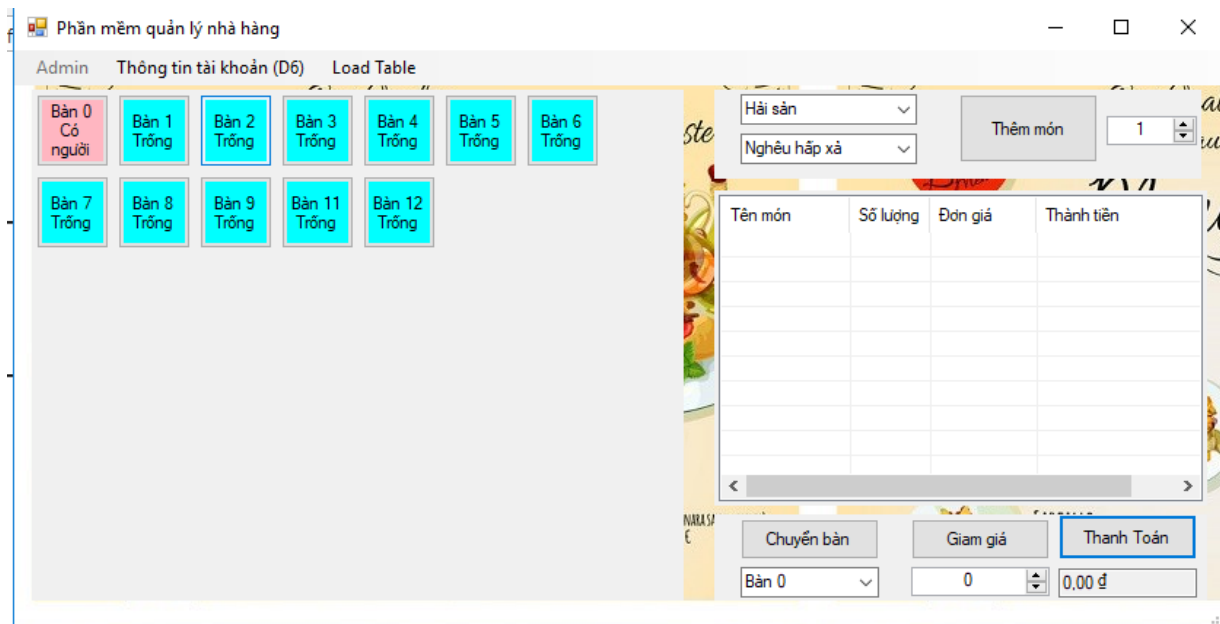 Phần mềm quản lý nhà hàng
Admin Thông tin tài khoản (D6) Load Table
Bàn 0
Có
người
Bàn 1
Trống
Bàn 2
Trống
Bàn 3
Trống
Bàn 4
Trống
Bàn 5
Trống
Bàn 6
Trống
Bàn 7
Trống
Bàn 8
Trống
Bàn 9
Trống
Bàn 11
Trống
Bàn 12
Trống
Hải sản
Nghêu hấp xả
Thêm món
1
Tên món Số lượng Đơn giá Thành tiền
Chuyển bàn Giam giá Thanh Toán
Bàn 0 0 0,00 ₫